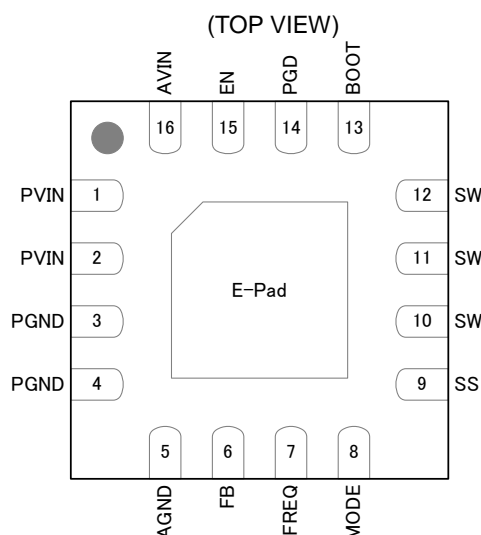 (TOP VIEW)
AVIN EN PGD BOOT
16 15 14 13
PVIN 1 12 SW
PVIN 2 11 SW
E-Pad
PGND 3 10 SW
PGND 4 9 SS
5 6 7 8
AGND FB FREQ MODE